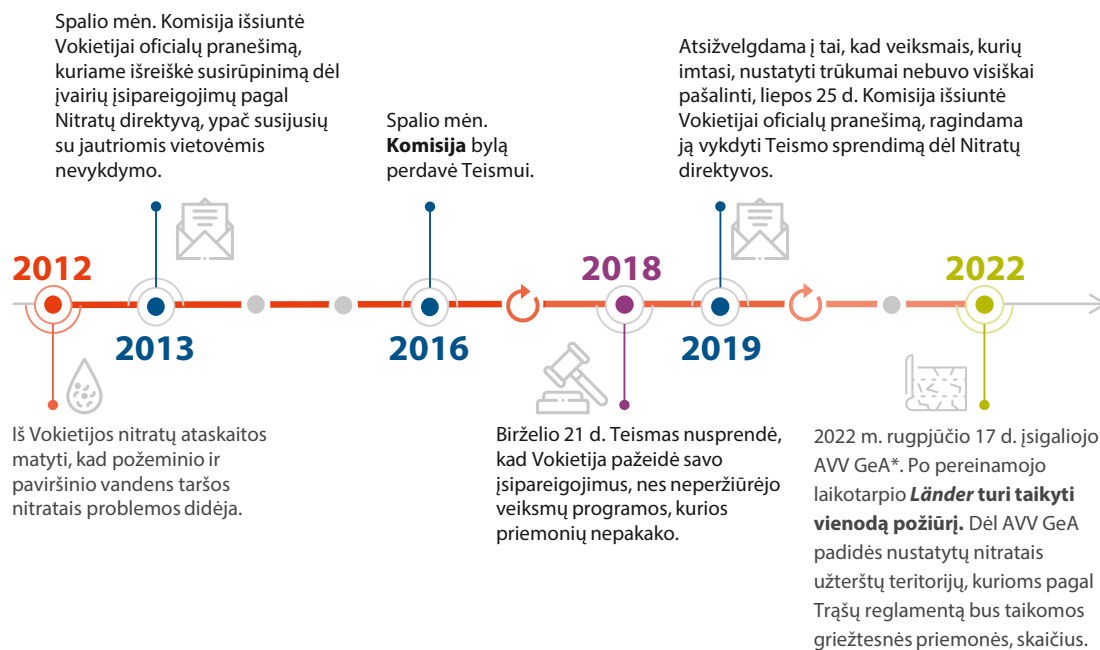 Spalio mėn. Komisija išsiuntė
Vokietijai oficialų pranešimą,
kuriame išreiškė susirūpinimą dėl
įvairių įsipareigojimų pagal
Nitratų direktyvą, ypač susijusių
su jautriomis vietovėmis
nevykdymo.
Spalio mėn.
Komisija bylą
perdavė Teismui.
Atsižvelgdama į tai, kad veiksmais, kurių
imtasi, nustatyti trūkumai nebuvo visiškai
pašalinti, liepos 25 d. Komisija išsiuntė
Vokietijai oficialų pranešimą, ragindama
ją vykdyti Teismo sprendimą dėl Nitratų
direktyvos.
2012
2018
2022
2013
2016
2019
Iš Vokietijos nitratų ataskaitos
matyti, kad požeminio ir
paviršinio vandens taršos
nitratais problemos didėja.
Birželio 21 d. Teismas nusprendė,
kad Vokietija pažeidė savo
įsipareigojimus, nes neperžiūrėjo
veiksmų programos, kurios
priemonių nepakako.
2022 m. rugpjūčio 17 d. įsigaliojo
AVV GeA*. Po pereinamojo
laikotarpio Länder turi taikyti
vienodą požiūrį. Dėl AVV GeA
padidės nustatytų nitratais
užterštų teritorijų, kurioms pagal
Trąšų reglamentą bus taikomos
griežtesnės priemonės, skaičius.